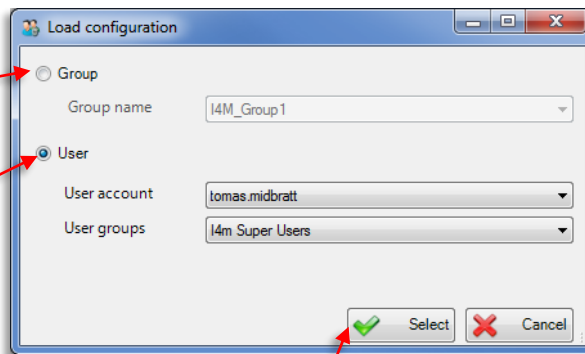 Load configuration
Group
Group name I4M_Group1
User
User account tomas.midbratt
User groups I4m Super Users
Select Cancel